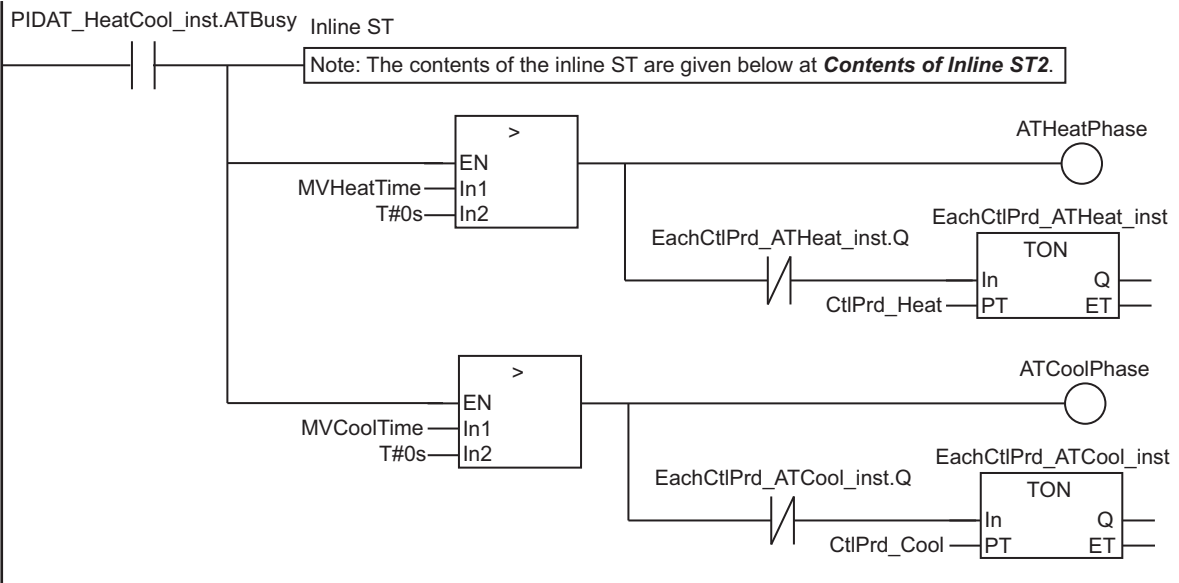 PIDAT_HeatCool_inst.ATBusy
Inline ST
Note: The contents of the inline ST are given below at Contents of Inline ST2.
>
EN
MVHeatTime
In1
T#0s
In2
ATHeatPhase
EachCtlPrd_ATHeat_inst.Q
EachCtlPrd_ATHeat_inst
TON
In
Q
CtlPrd_Heat
PT
ET
>
EN
MVCoolTime
In1
T#0s
In2
ATCoolPhase
EachCtlPrd_ATCool_inst.Q
EachCtlPrd_ATCool_inst
TON
In
Q
CtlPrd_Cool
PT
ET